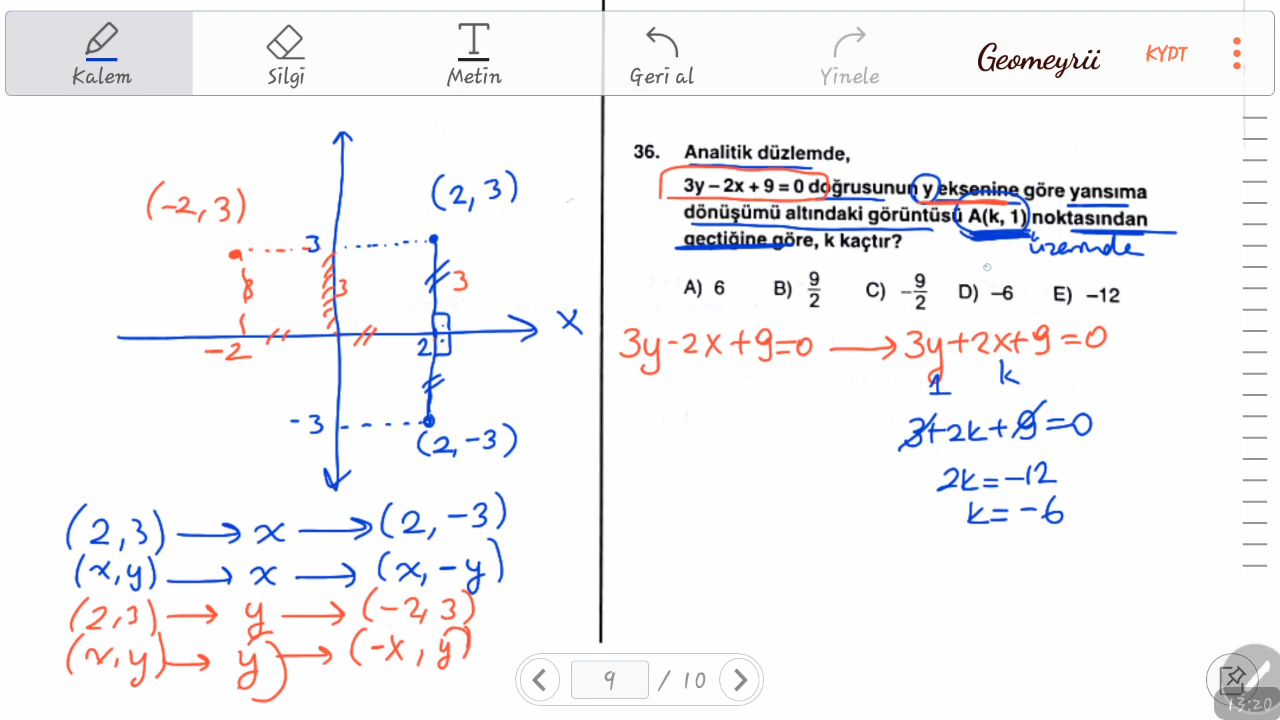 Kalem
Silgi
Metin
Geri al
Yinele
Geomeyrii
KYDT
(-2, 3)
(2, 3)
3
3
3
x
-2
2
-3
(2, -3)
(2, 3) → x → (2, -3)
(x, y) → x → (x, -y)
(2, 3) → y → (-2, 3)
(x, y) → y → (-x, y)
36. Analitik düzlemde,
3y – 2x + 9 = 0 doğrusunun y eksenine göre yansıma
dönüşümü altındaki görüntüsü A(k, 1) noktasından
geçtiğine göre, k kaçtır?
üzerinde
A) 6 B) 9/2 C) -9/2 D) –6 E) –12
3y-2x+9=0 → 3y+2x+9=0
1 k
3+2k+9=0
2k=-12
k=-6
9 / 10
13:20